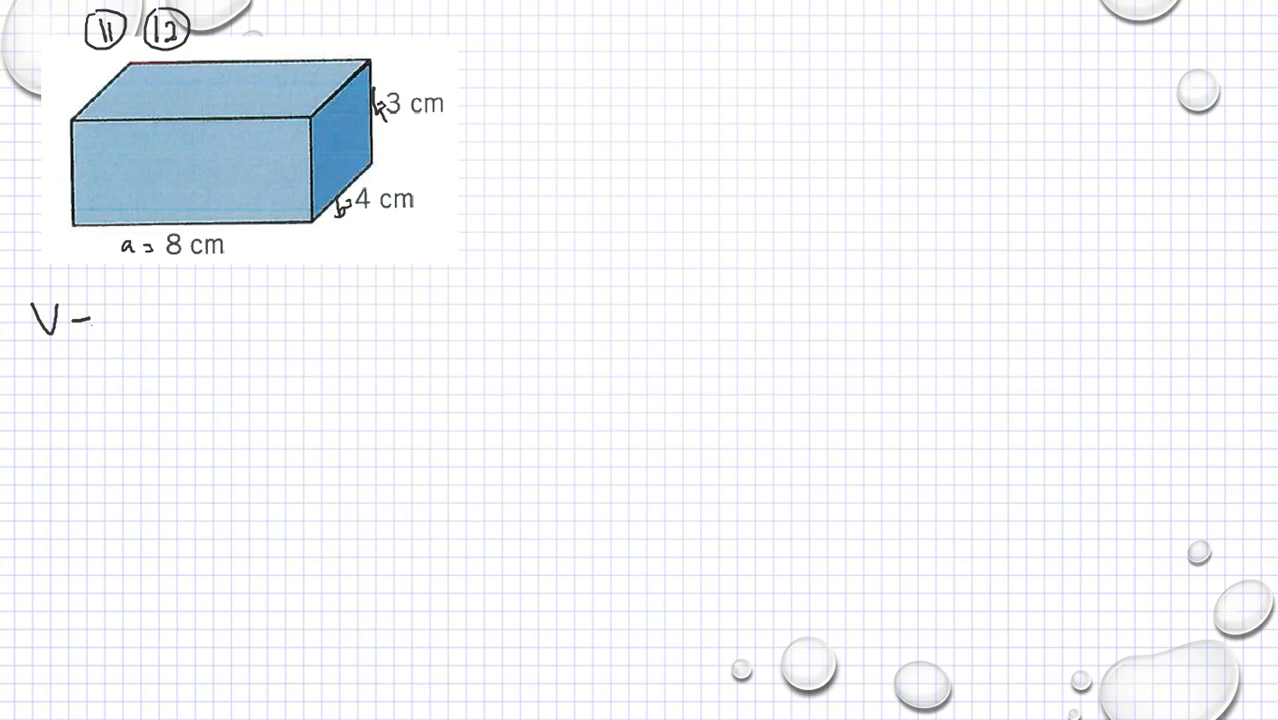 11 12
h=3 cm
b=4 cm
a= 8 cm
V=